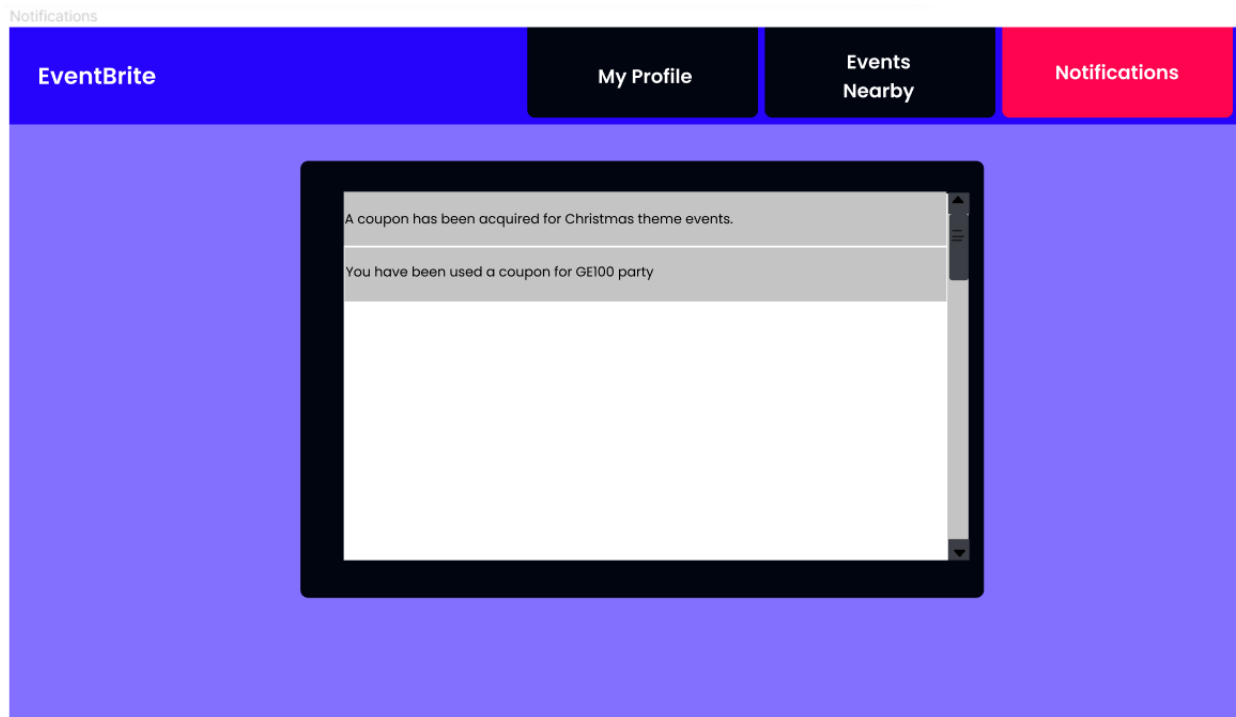 Notifications
EventBrite
My Profile
Events
Nearby
Notifications
A coupon has been acquired for Christmas theme events.
You have been used a coupon for GE100 party